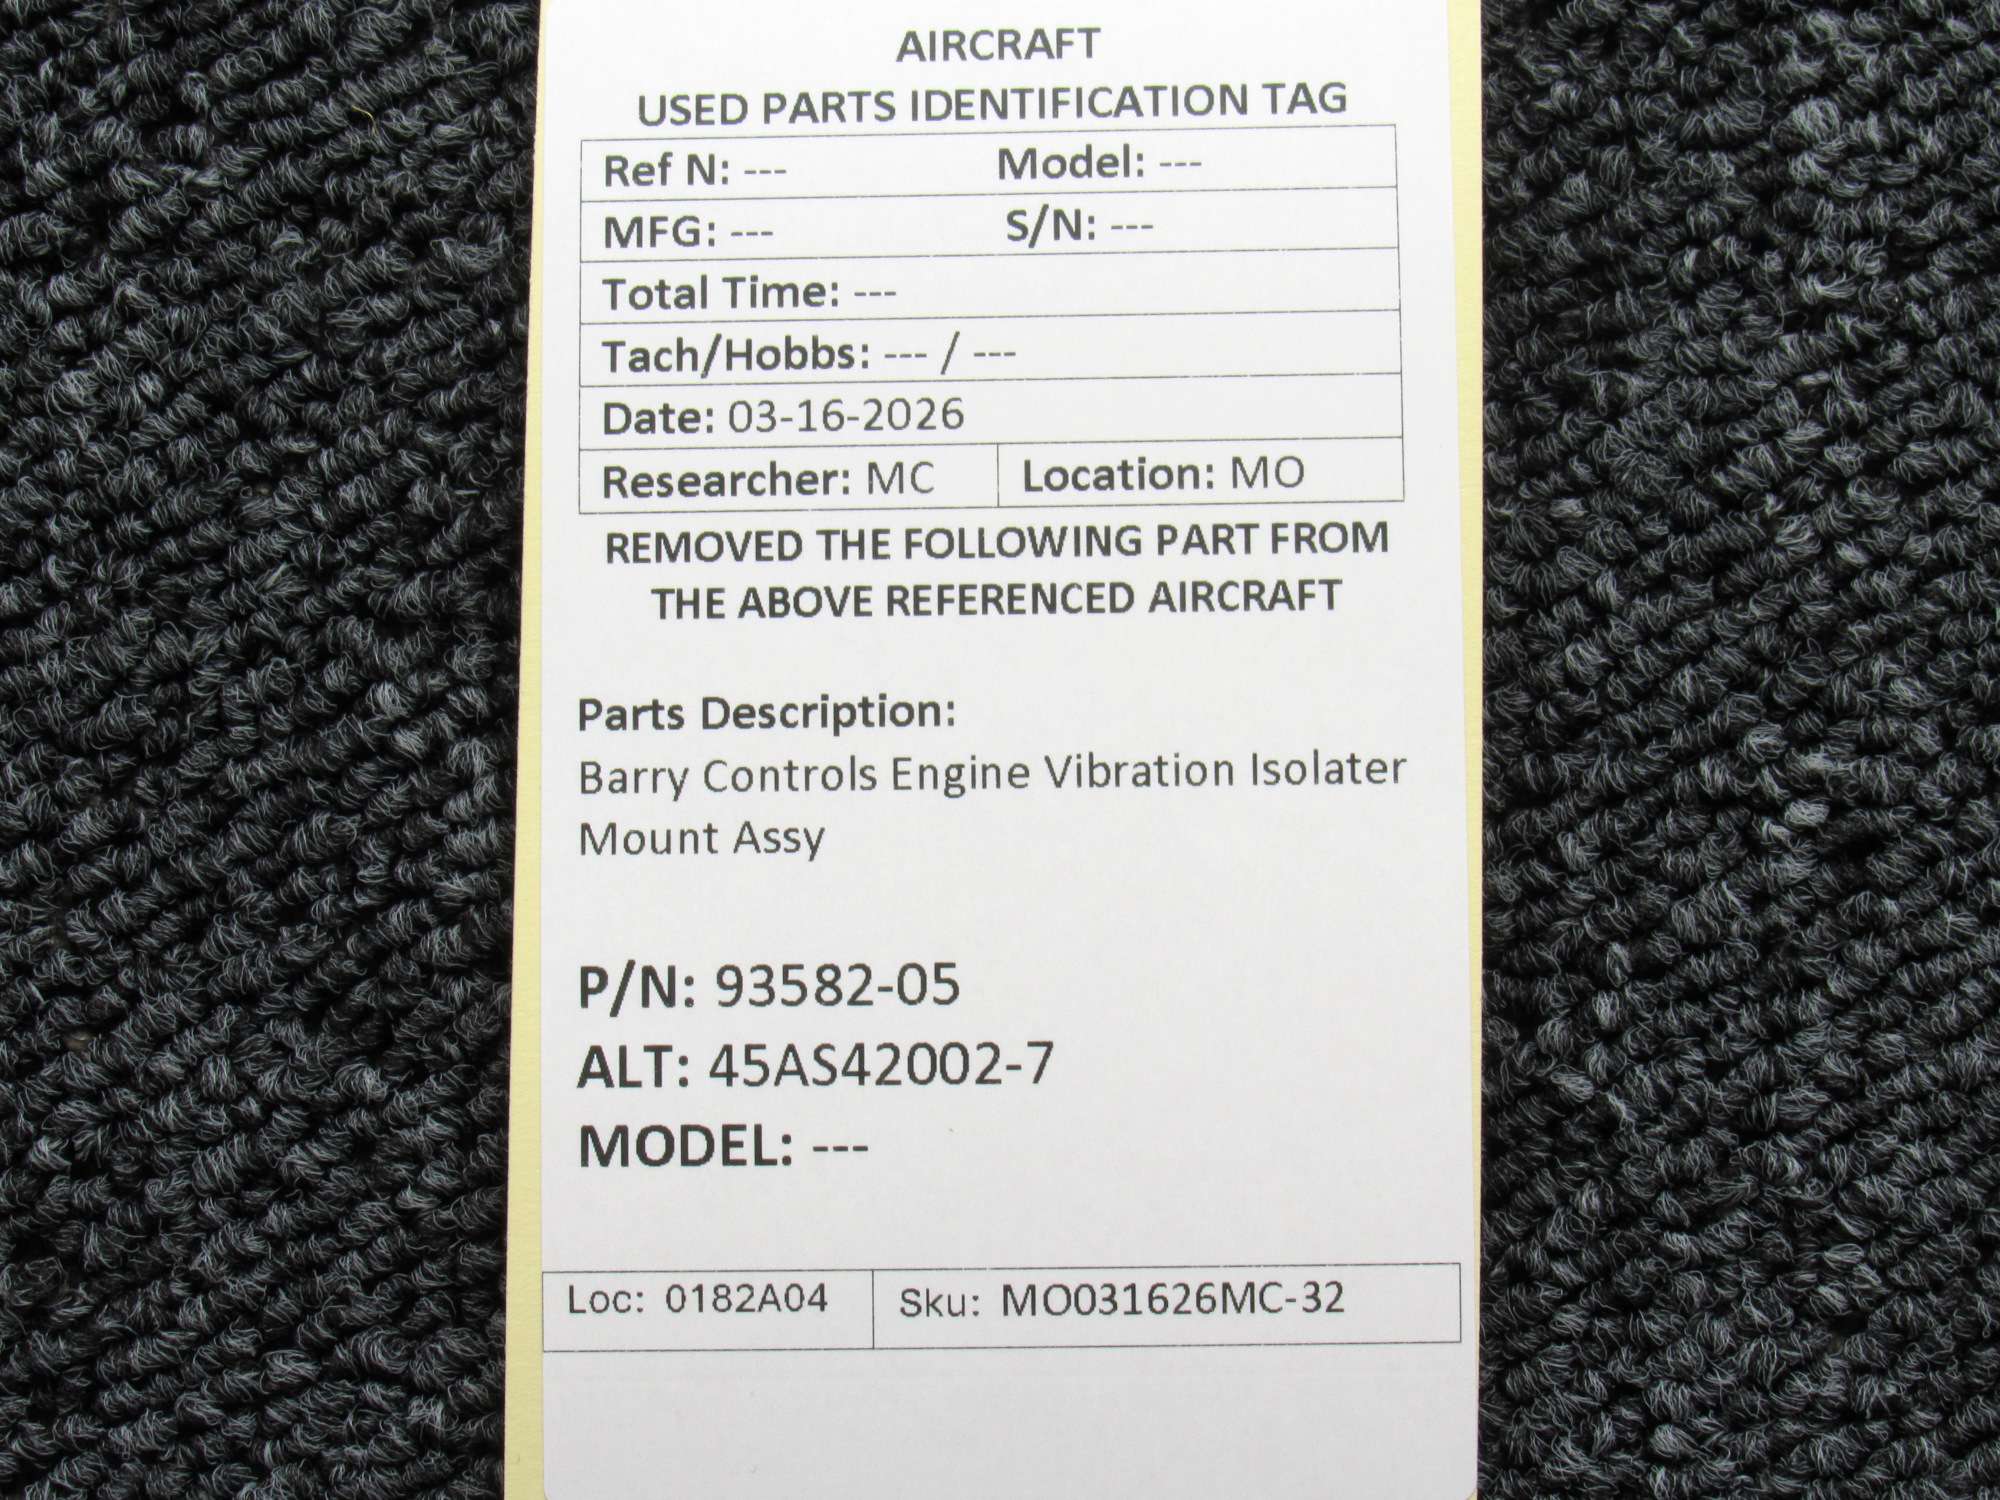 AIRCRAFT
USED PARTS IDENTIFICATION TAG
Ref N: --- Model: ---
MFG: --- S/N: ---
Total Time: ---
Tach/Hobbs: --- / ---
Date: 03-16-2026
Researcher: MC Location: MO
REMOVED THE FOLLOWING PART FROM
THE ABOVE REFERENCED AIRCRAFT
Parts Description:
Barry Controls Engine Vibration Isolater
Mount Assy
P/N: 93582-05
ALT: 45AS42002-7
MODEL: ---
Loc: 0182A04 Sku: MO031626MC-32